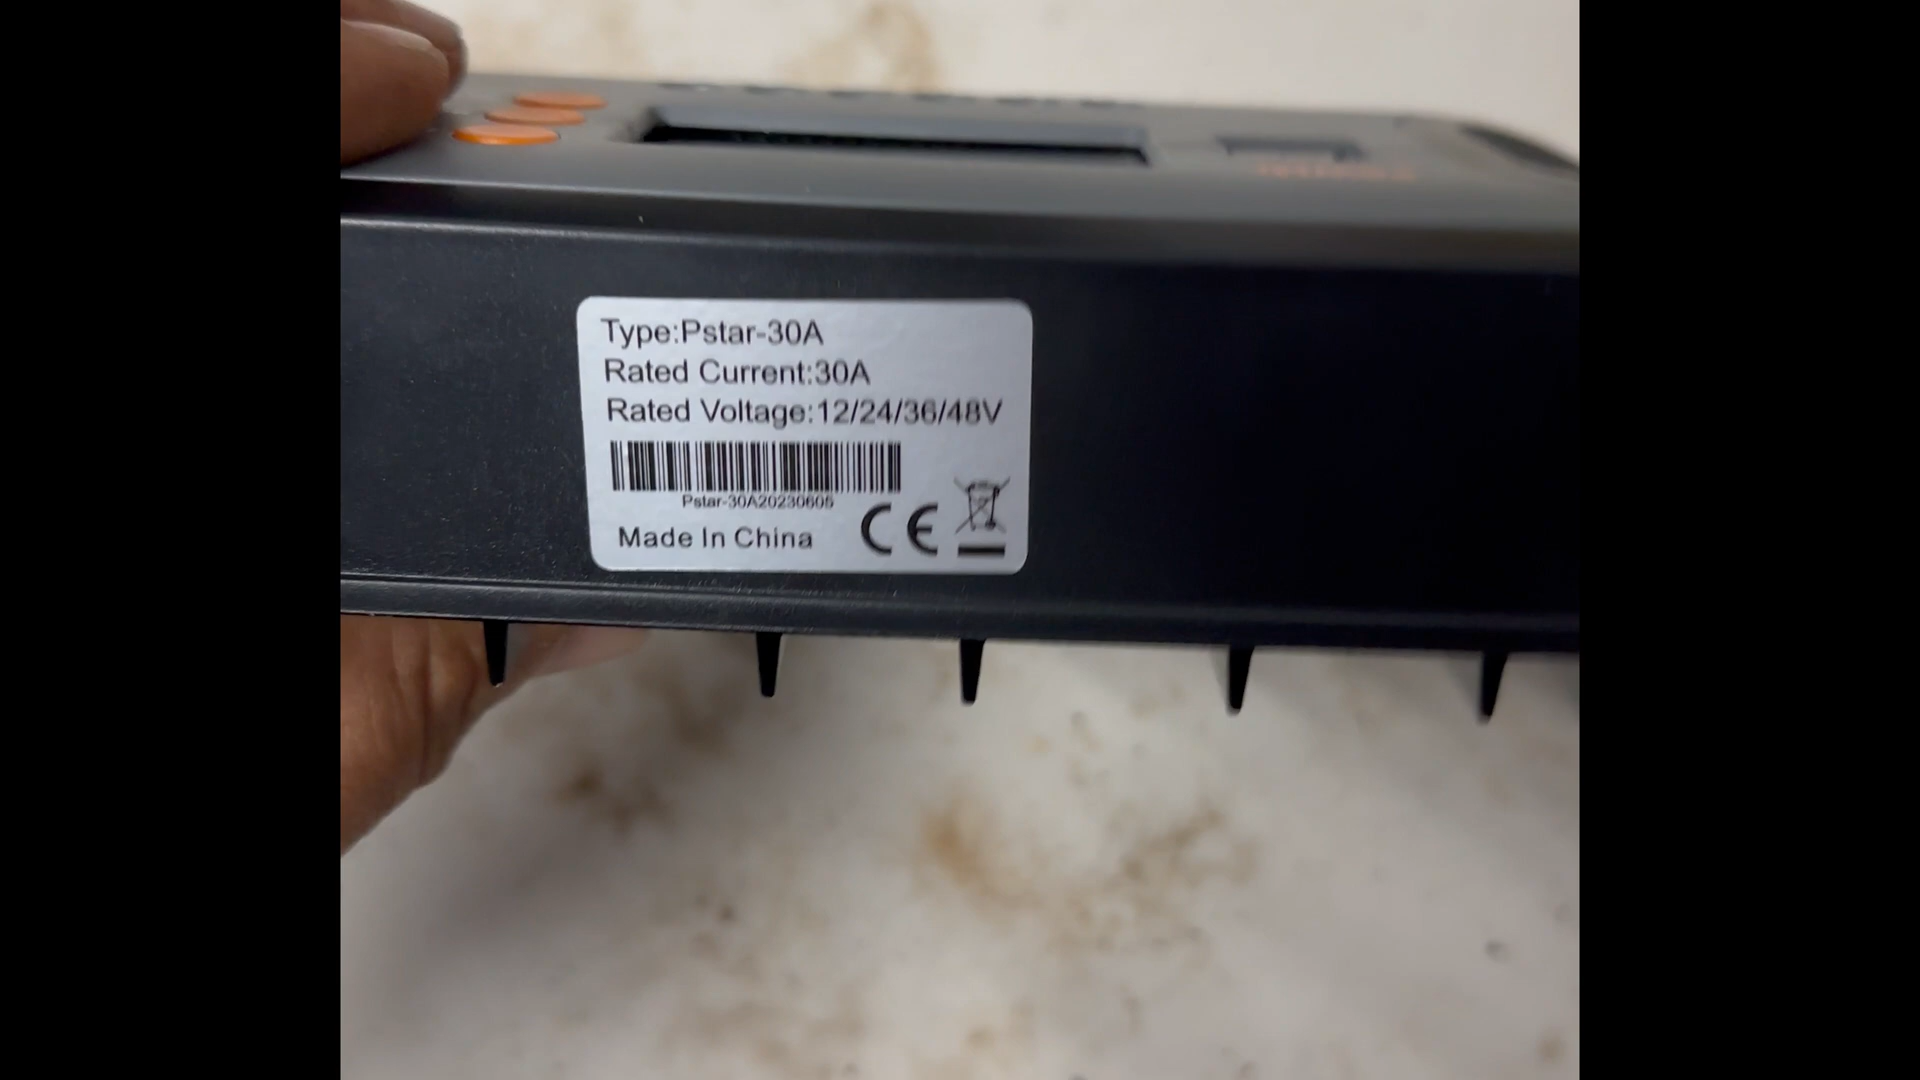 Type:Pstar-30A
Rated Current:30A
Rated Voltage:12/24/36/48V
Pstar-30A20230605
Made In China
CE